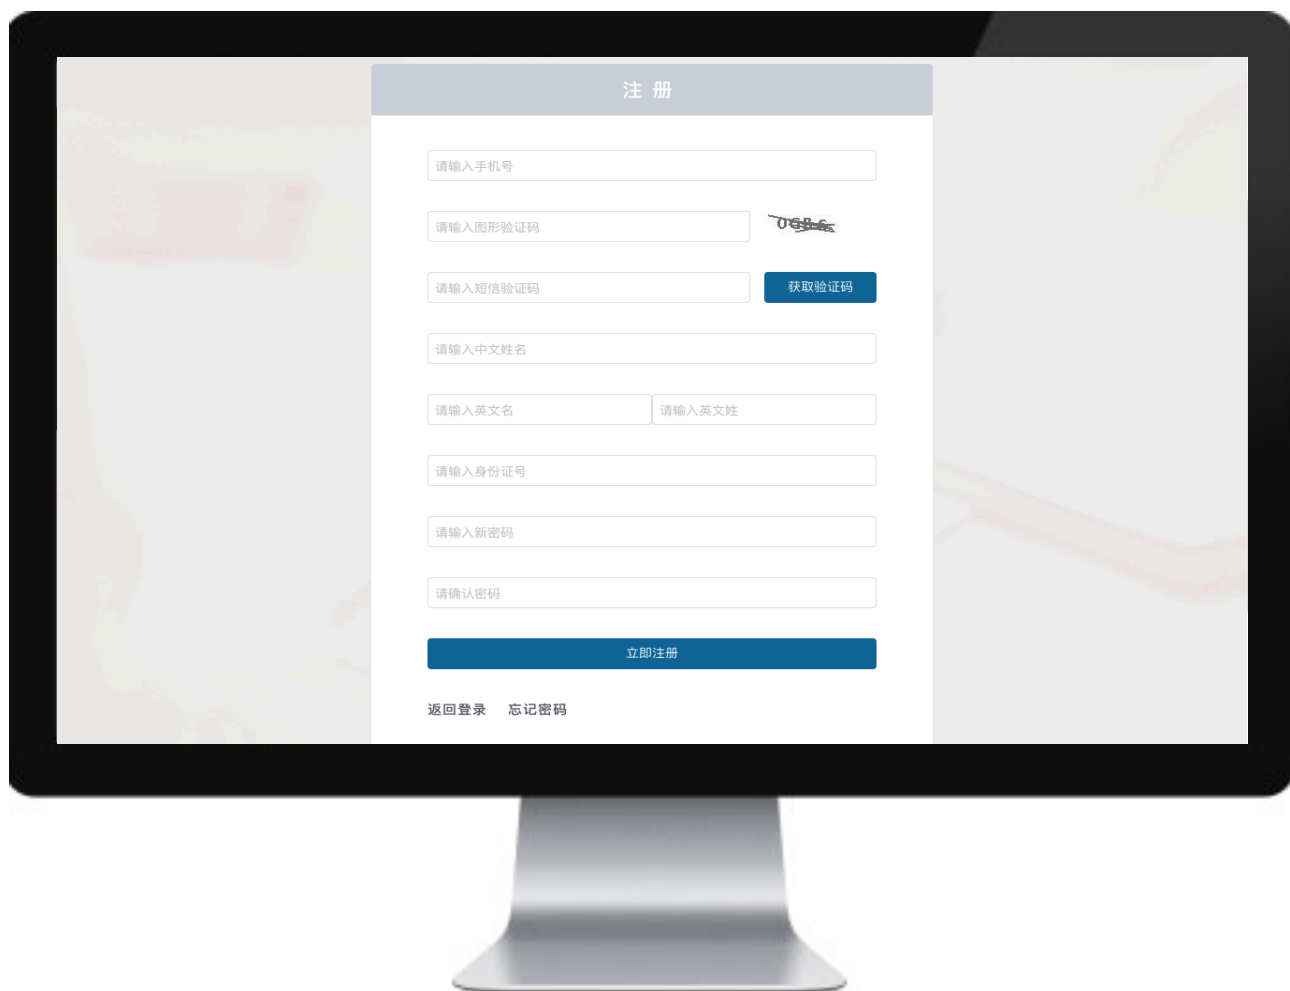 注册
请输入手机号
请输入图形验证码
请输入短信验证码 获取验证码
请输入中文姓名
请输入英文名 请输入英文姓
请输入身份证号
请输入新密码
请确认密码
立即注册
返回登录 忘记密码